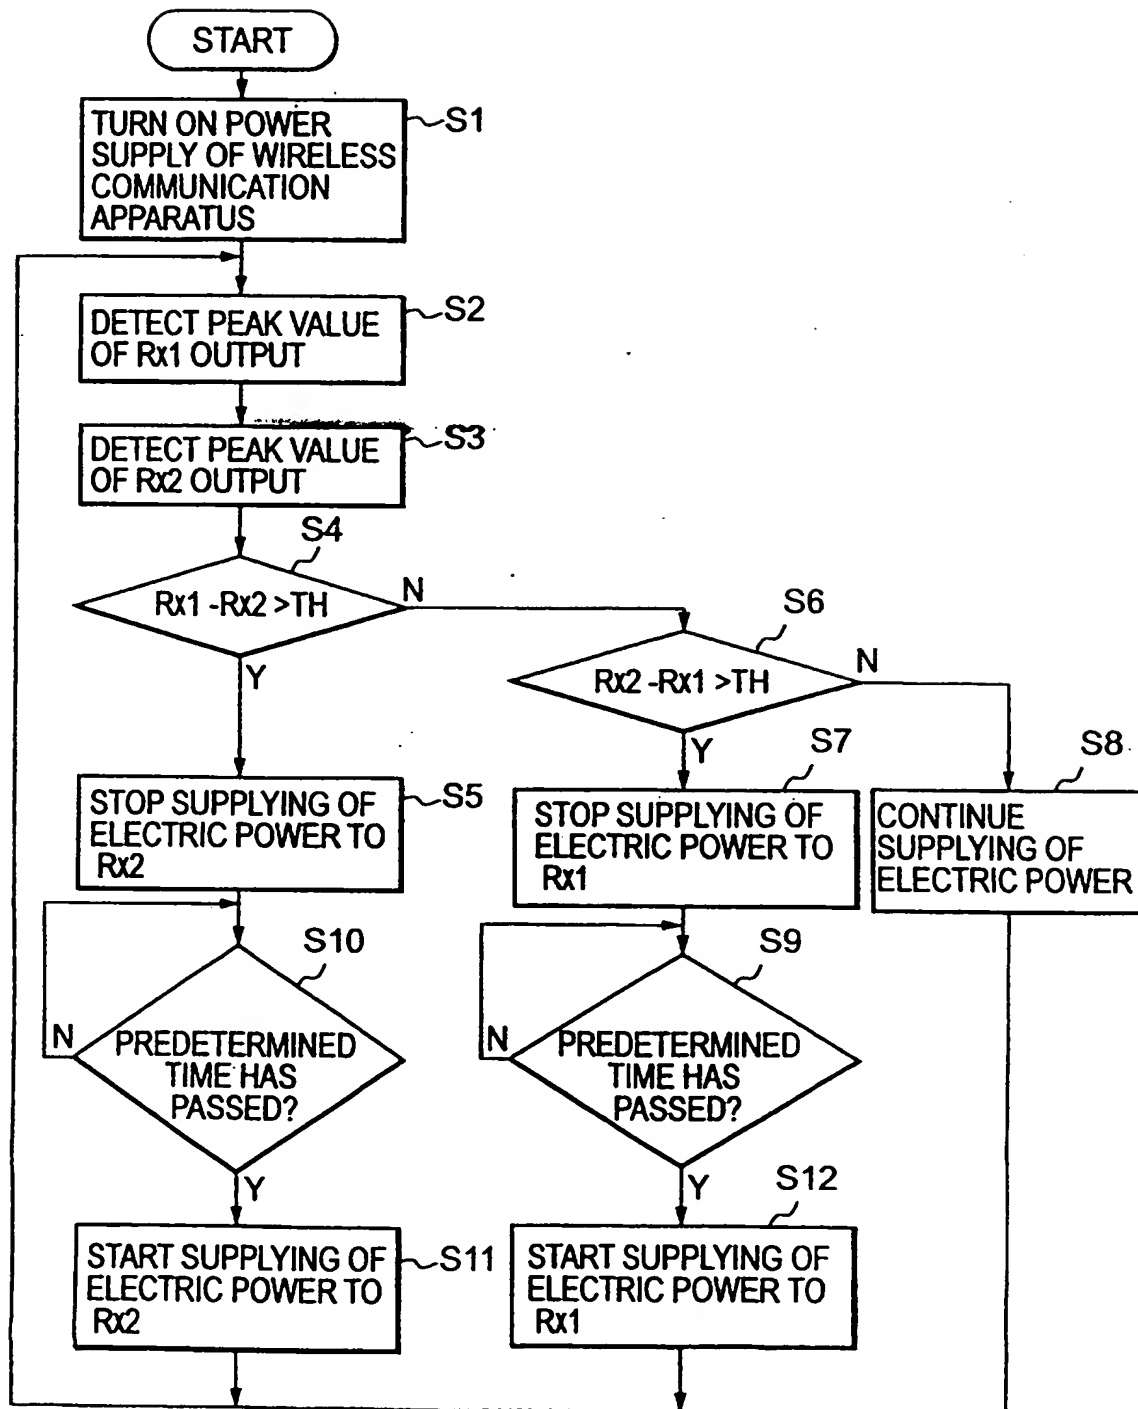 START
TURN ON POWER
SUPPLY OF WIRELESS
COMMUNICATION
APPARATUS
S1
DETECT PEAK VALUE
OF Rx1 OUTPUT
S2
DETECT PEAK VALUE
OF Rx2 OUTPUT
S3
S4
Rx1 -Rx2 >TH
N
Y
S6
Rx2 -Rx1 >TH
N
Y
STOP SUPPLYING OF
ELECTRIC POWER TO
Rx2
S5
S7
STOP SUPPLYING OF
ELECTRIC POWER TO
Rx1
S8
CONTINUE
SUPPLYING OF
ELECTRIC POWER
S10
PREDETERMINED
TIME HAS
PASSED?
N
Y
S9
PREDETERMINED
TIME HAS
PASSED?
N
Y
START SUPPLYING OF
ELECTRIC POWER TO
Rx2
S11
S12
START SUPPLYING OF
ELECTRIC POWER TO
Rx1